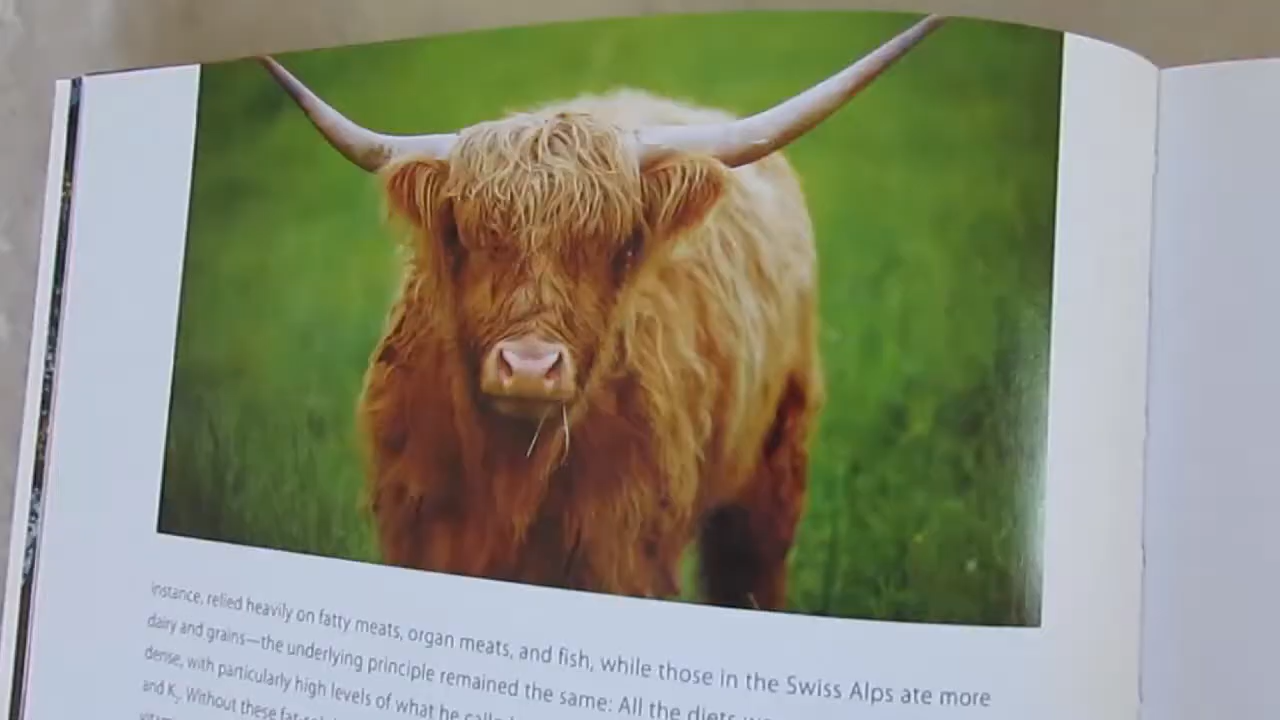 instance, relied heavily on fatty meats, organ meats, and fish, while those in the Swiss Alps ate more
dairy and grains—the underlying principle remained the same: All the diets
dense, with particularly high levels of what he
and K₂. Without these